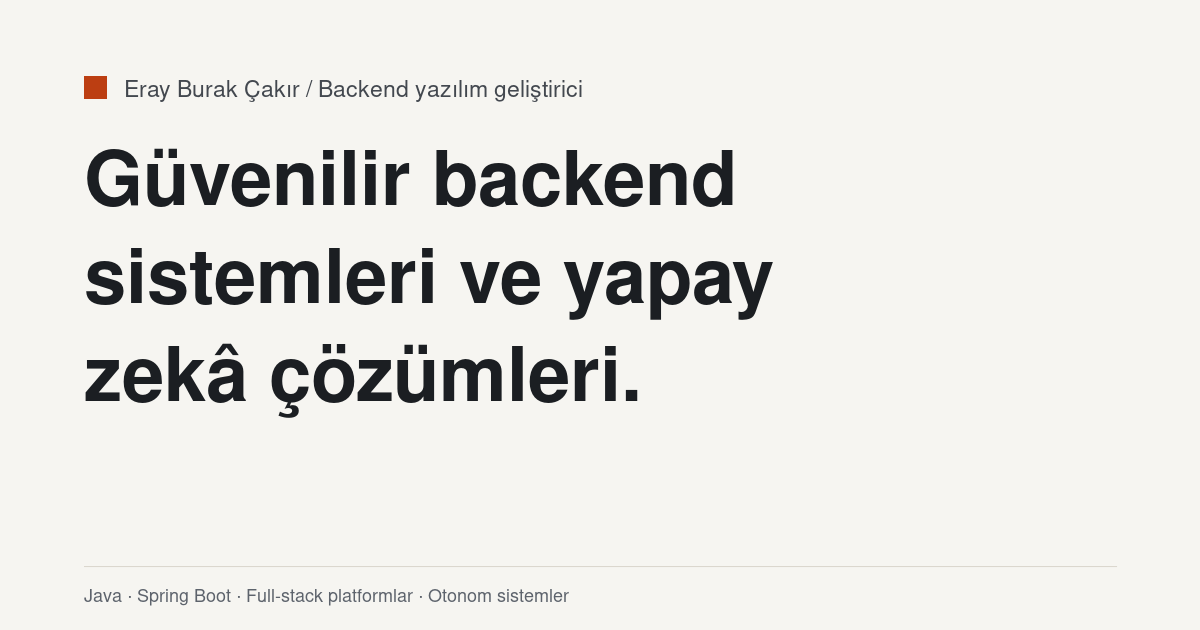 Eray Burak Çakır / Backend yazılım geliştirici
Güvenilir backend
sistemleri ve yapay
zekâ çözümleri.
Java · Spring Boot · Full-stack platformlar · Otonom sistemler